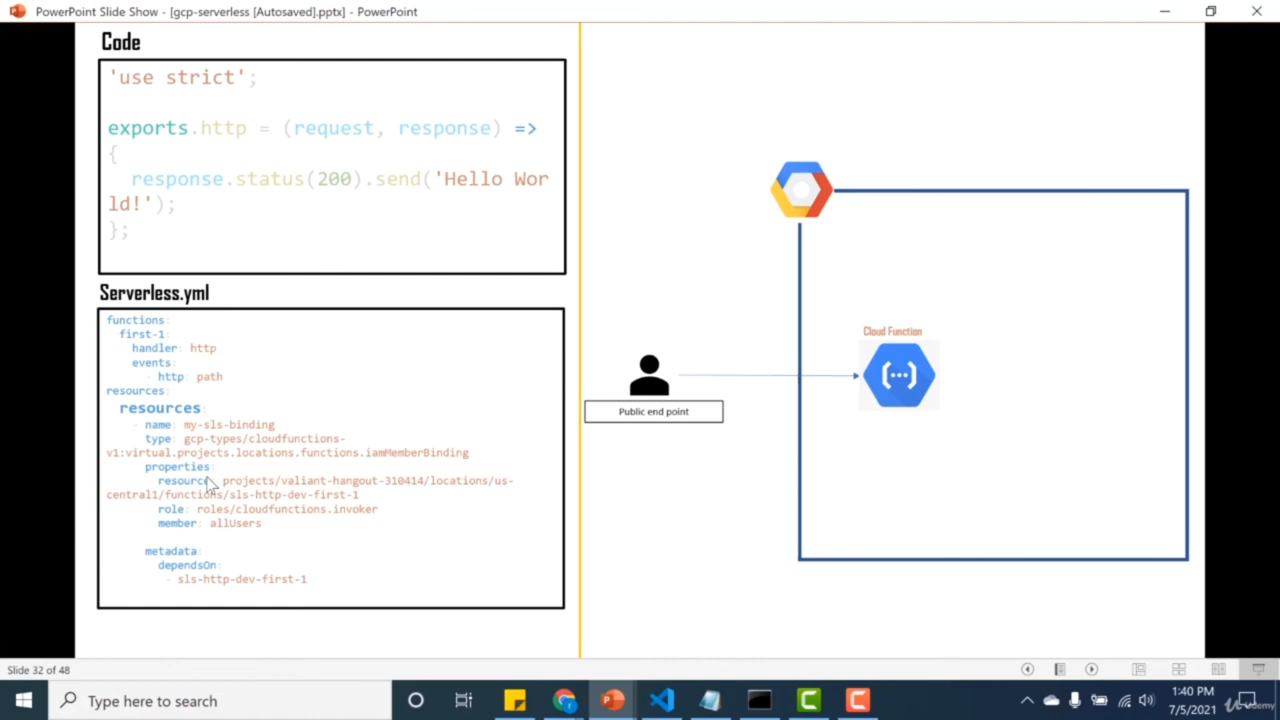 PowerPoint Slide Show - [gcp-serverless [Autosaved].pptx] - PowerPoint
Code
'use strict';
exports.http = (request, response) =>
{
response.status(200).send('Hello Wor
ld!');
};
Serverless.yml
functions:
first-1:
handler: http
events:
- http: path
resources:
resources:
- name: my-sls-binding
type: gcp-types/cloudfunctions-
v1:virtual.projects.locations.functions.iamMemberBinding
properties:
resource: projects/valiant-hangout-310414/locations/us-
central1/functions/sls-http-dev-first-1
role: roles/cloudfunctions.invoker
member: allUsers
metadata:
dependsOn:
- sls-http-dev-first-1
Cloud Function
Public end point
Slide 32 of 48
Type here to search
1:40 PM
7/5/2021
Udemy